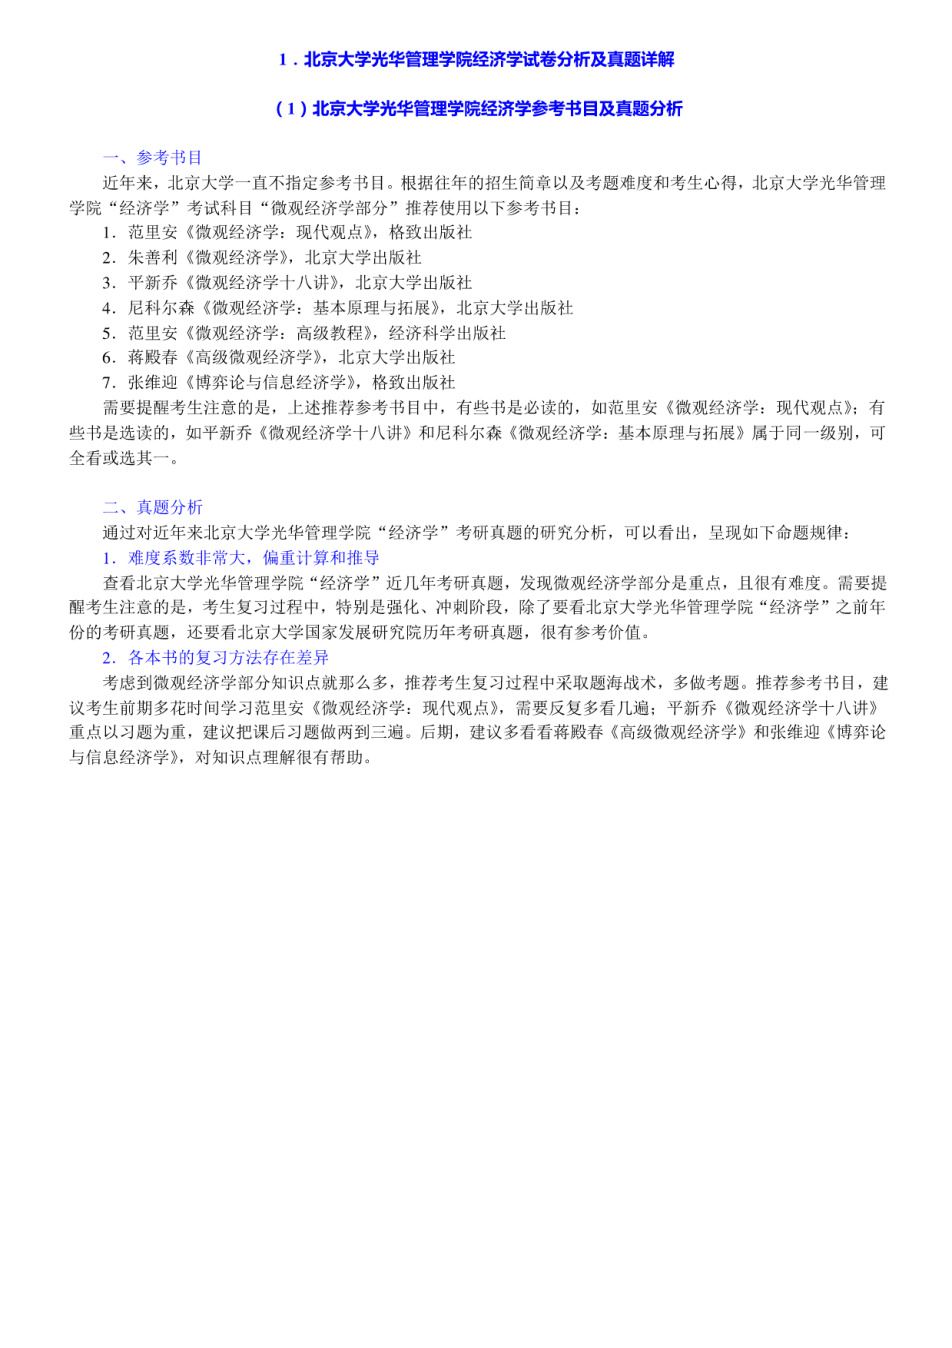 1．北京大学光华管理学院经济学试卷分析及真题详解
（1）北京大学光华管理学院经济学参考书目及真题分析
一、参考书目
近年来，北京大学一直不指定参考书目。根据往年的招生简章以及考题难度和考生心得，北京大学光华管理
学院“经济学”考试科目“微观经济学部分”推荐使用以下参考书目：
1．范里安《微观经济学：现代观点》，格致出版社
2．朱善利《微观经济学》，北京大学出版社
3．平新乔《微观经济学十八讲》，北京大学出版社
4．尼科尔森《微观经济学：基本原理与拓展》，北京大学出版社
5．范里安《微观经济学：高级教程》，经济科学出版社
6．蒋殿春《高级微观经济学》，北京大学出版社
7．张维迎《博弈论与信息经济学》，格致出版社
需要提醒考生注意的是，上述推荐参考书目中，有些书是必读的，如范里安《微观经济学：现代观点》；有
些书是选读的，如平新乔《微观经济学十八讲》和尼科尔森《微观经济学：基本原理与拓展》属于同一级别，可
全看或选其一。
二、真题分析
通过对近年来北京大学光华管理学院“经济学”考研真题的研究分析，可以看出，呈现如下命题规律：
1．难度系数非常大，偏重计算和推导
查看北京大学光华管理学院“经济学”近几年考研真题，发现微观经济学部分是重点，且很有难度。需要提
醒考生注意的是，考生复习过程中，特别是强化、冲刺阶段，除了要看北京大学光华管理学院“经济学”之前年
份的考研真题，还要看北京大学国家发展研究院历年考研真题，很有参考价值。
2．各本书的复习方法存在差异
考虑到微观经济学部分知识点就那么多，推荐考生复习过程中采取题海战术，多做考题。推荐参考书目，建
议考生前期多花时间学习范里安《微观经济学：现代观点》，需要反复多看几遍；平新乔《微观经济学十八讲》
重点以习题为重，建议把课后习题做两到三遍。后期，建议多看看蒋殿春《高级微观经济学》和张维迎《博弈论
与信息经济学》，对知识点理解很有帮助。